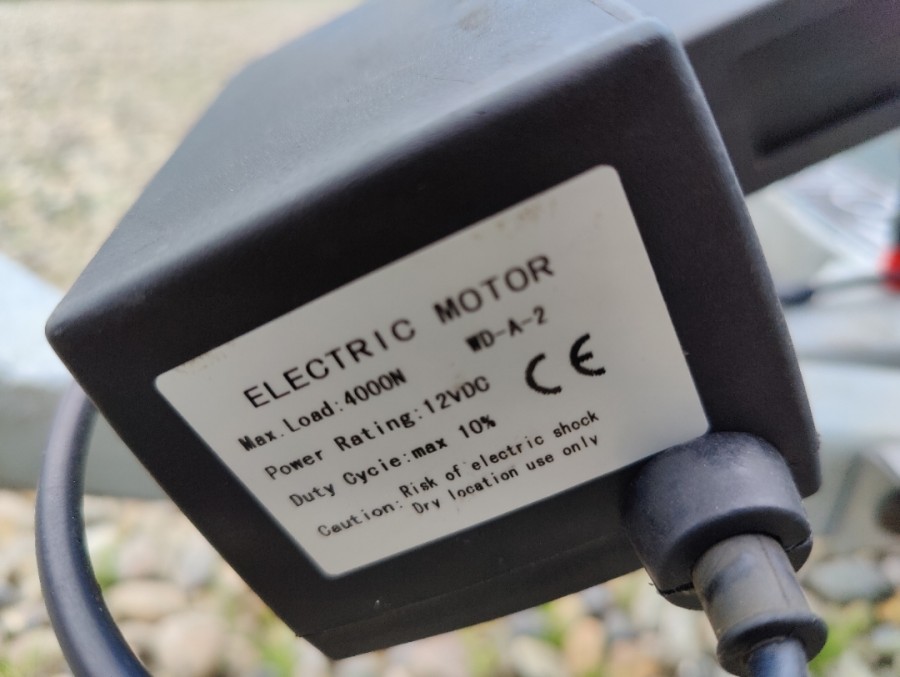 ELECTRIC MOTOR
WD-A-2
Max.Load:4000N
Power Rating:12VDC
CE
Duty Cycie:max 10%
Caution:Risk of electric shock
Dry location use only